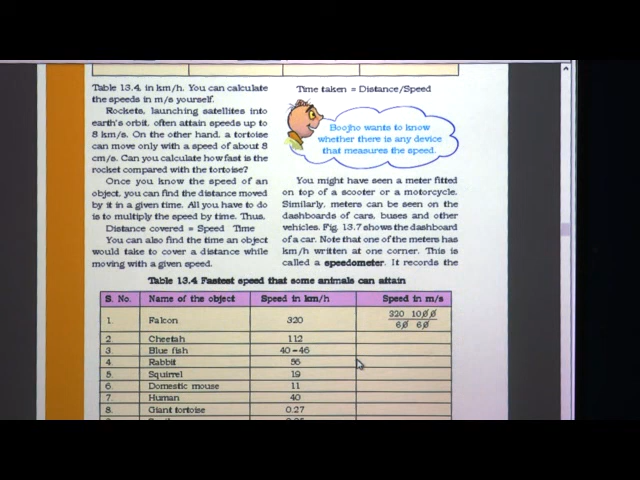 Table 13.4, in km/h. You can calculate
the speeds in m/s yourself.
Rockets, launching satellites into
earth's orbit, often attain speeds up to
8 km/s. On the other hand, a tortoise
can move only with a speed of about 8
cm/s. Can you calculate how fast is the
rocket compared with the tortoise?
Once you know the speed of an
object, you can find the distance moved
by it in a given time. All you have to do
is to multiply the speed by time. Thus,
Distance covered = Speed Time
You can also find the time an object
would take to cover a distance while
moving with a given speed.
Time taken = Distance/Speed
Boojho wants to know
whether there is any device
that measures the speed.
You might have seen a meter fitted
on top of a scooter or a motorcycle.
Similarly, meters can be seen on the
dashboards of cars, buses and other
vehicles. Fig. 13.7 shows the dashboard
of a car. Note that one of the meters has
km/h written at one corner. This is
called a speedometer. It records the
Table 13.4 Fastest speed that some animals can attain
S. No. Name of the object Speed in km/h Speed in m/s
1. Falcon 320 320 1000
60 60
2. Cheetah 112
3. Blue fish 40 – 46
4. Rabbit 56
5. Squirrel 19
6. Domestic mouse 11
7. Human 40
8. Giant tortoise 0.27